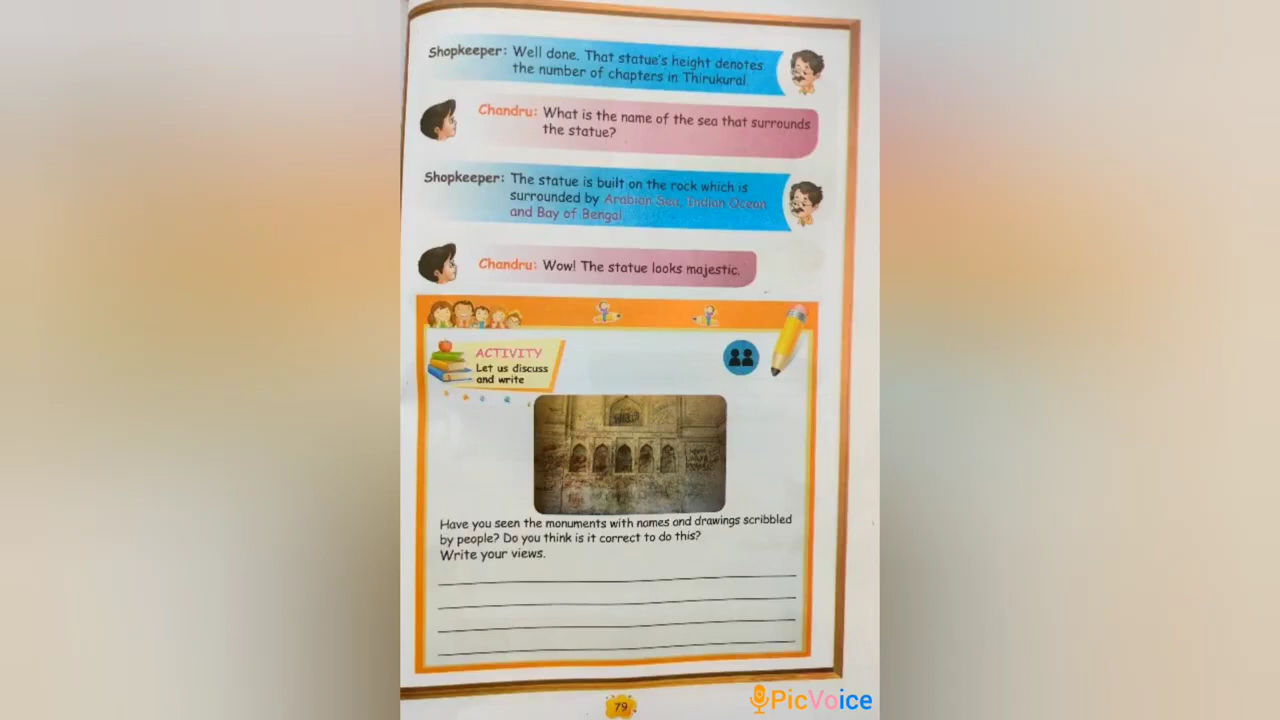 Shopkeeper: Well done. That statue's height denotes
the number of chapters in Thirukural.
Chandru: What is the name of the sea that surrounds
the statue?
Shopkeeper: The statue is built on the rock which is
surrounded by Arabian Sea, Indian Ocean
and Bay of Bengal.
Chandru: Wow! The statue looks majestic.
ACTIVITY
Let us discuss
and write
Have you seen the monuments with names and drawings scribbled
by people? Do you think is it correct to do this?
Write your views.
79
PicVoice